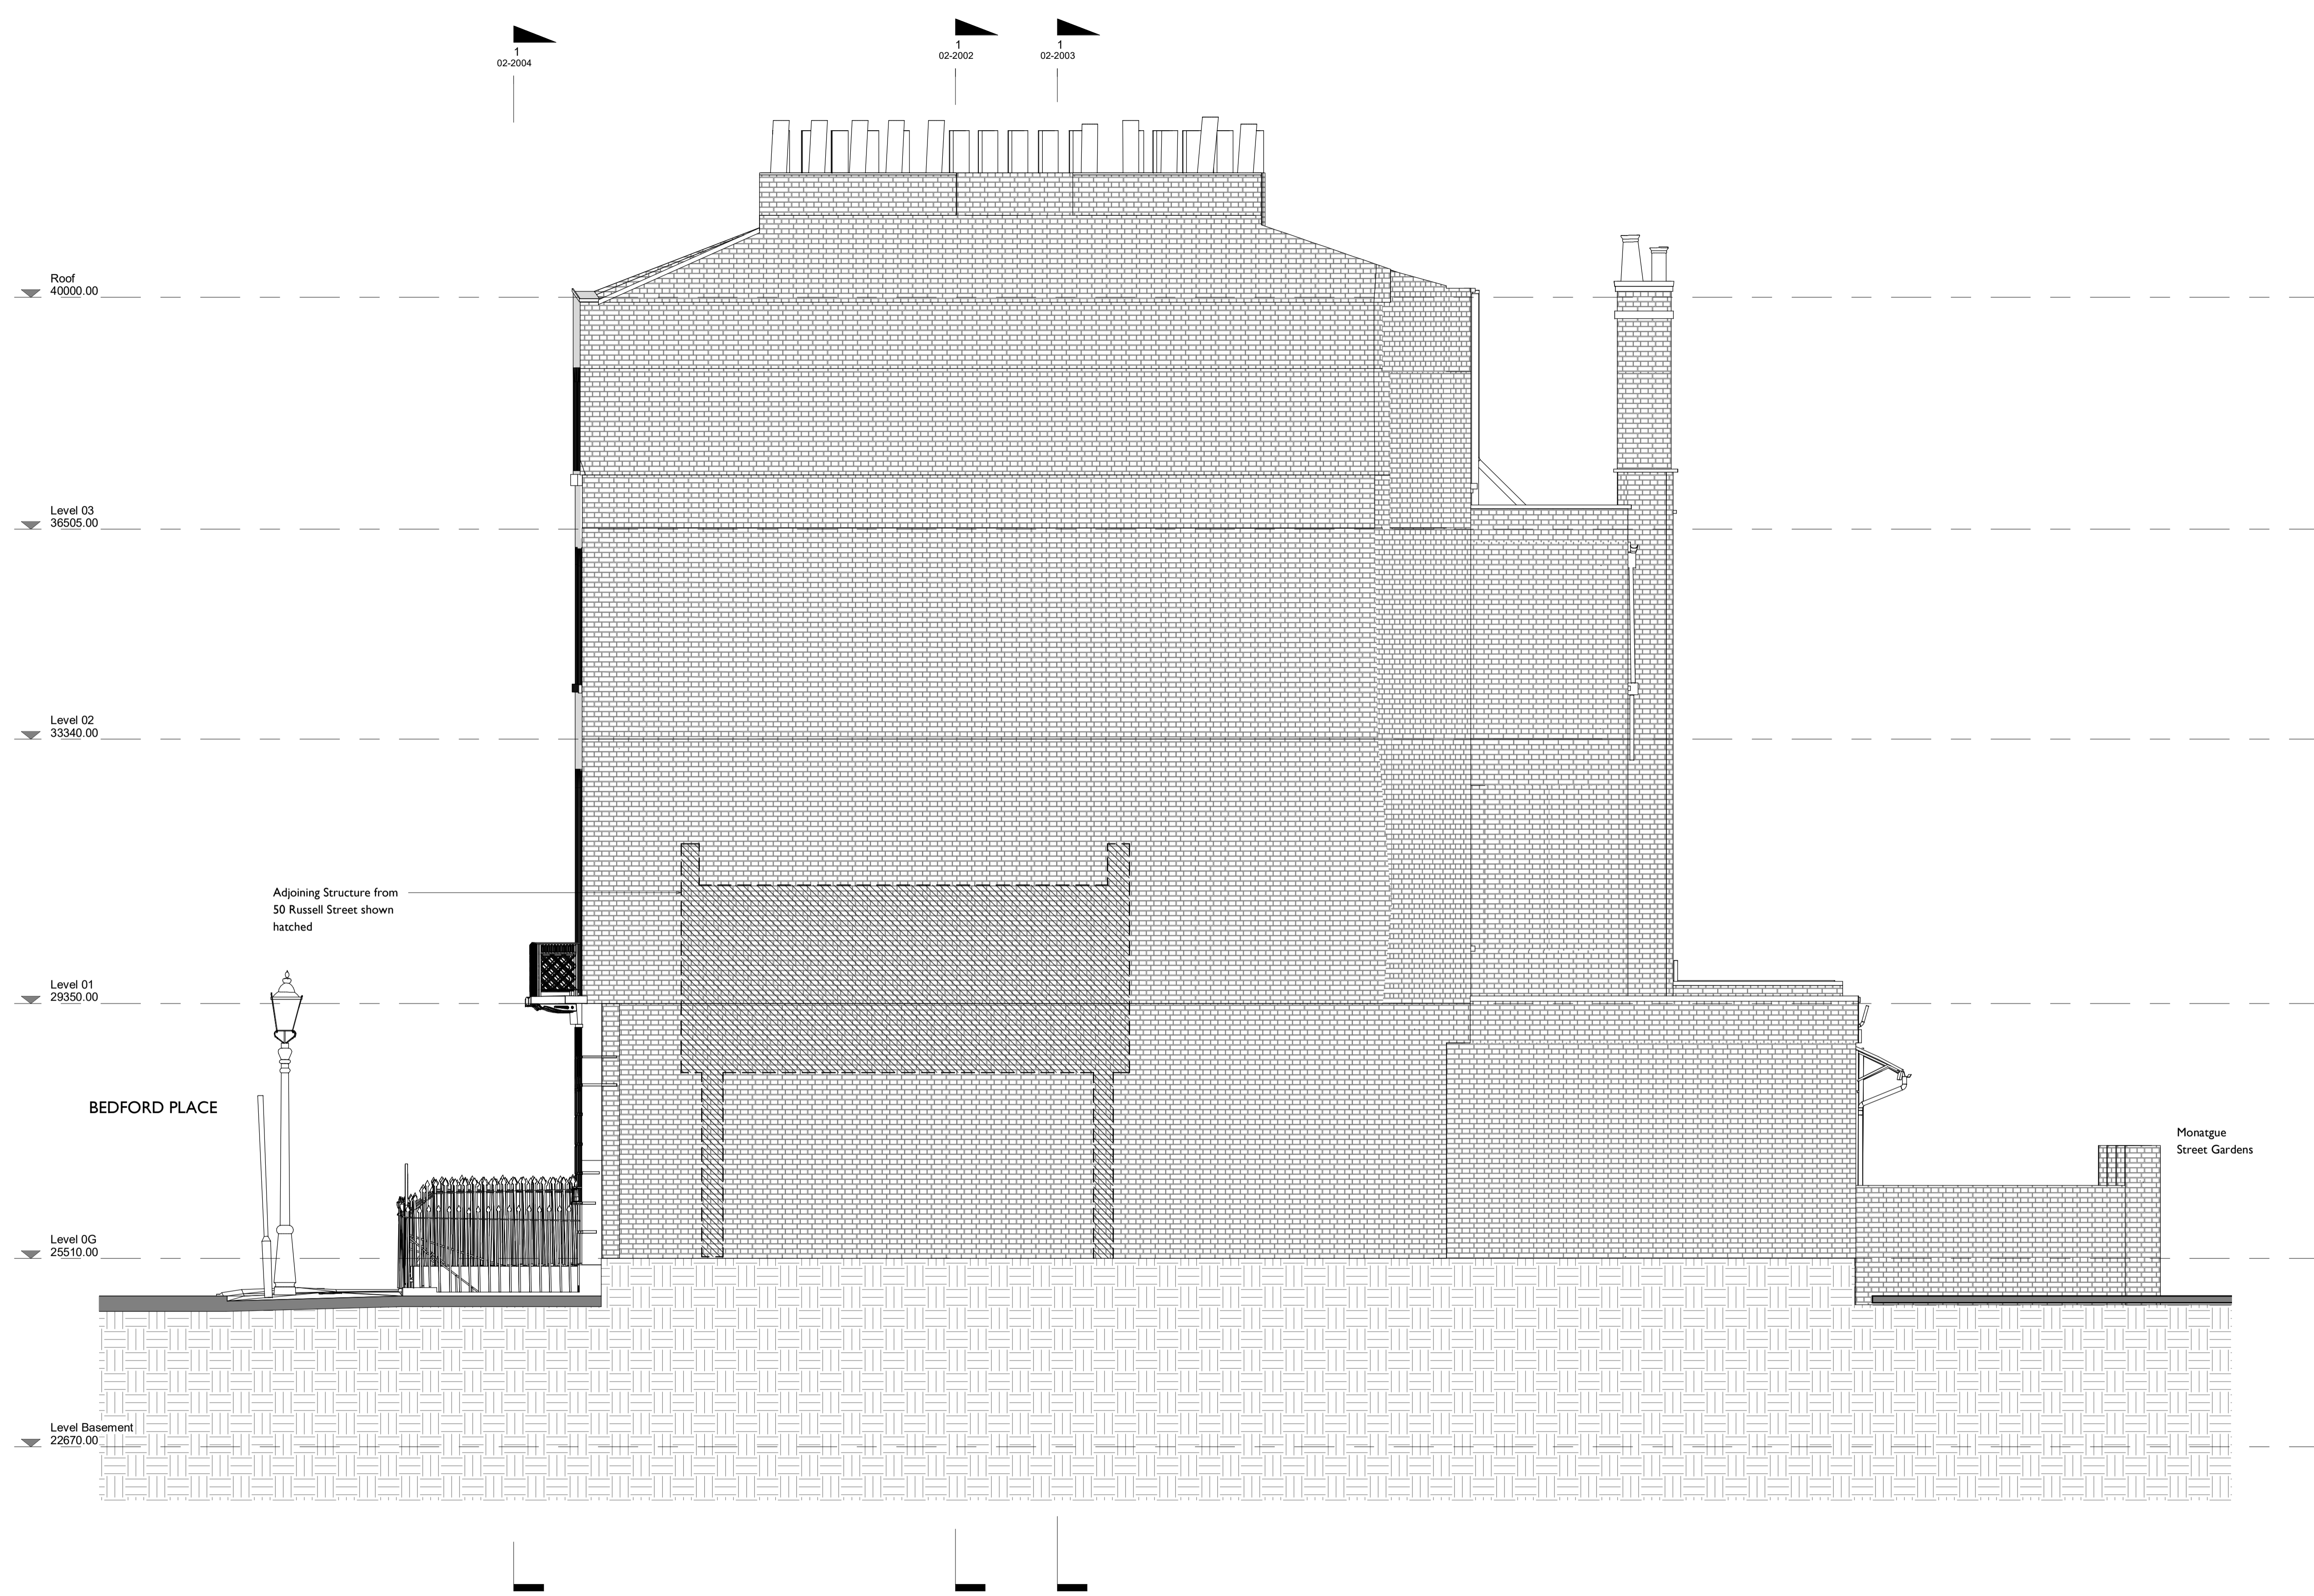 1
02-2004
1
02-2002
1
02-2003
Roof
40000.00
Level 03
36505.00
Level 02
33340.00
Adjoining Structure from
50 Russell Street shown
hatched
Level 01
29350.00
BEDFORD PLACE
Monatgue
Street Gardens
Level 0G
25510.00
Level Basement
22670.00